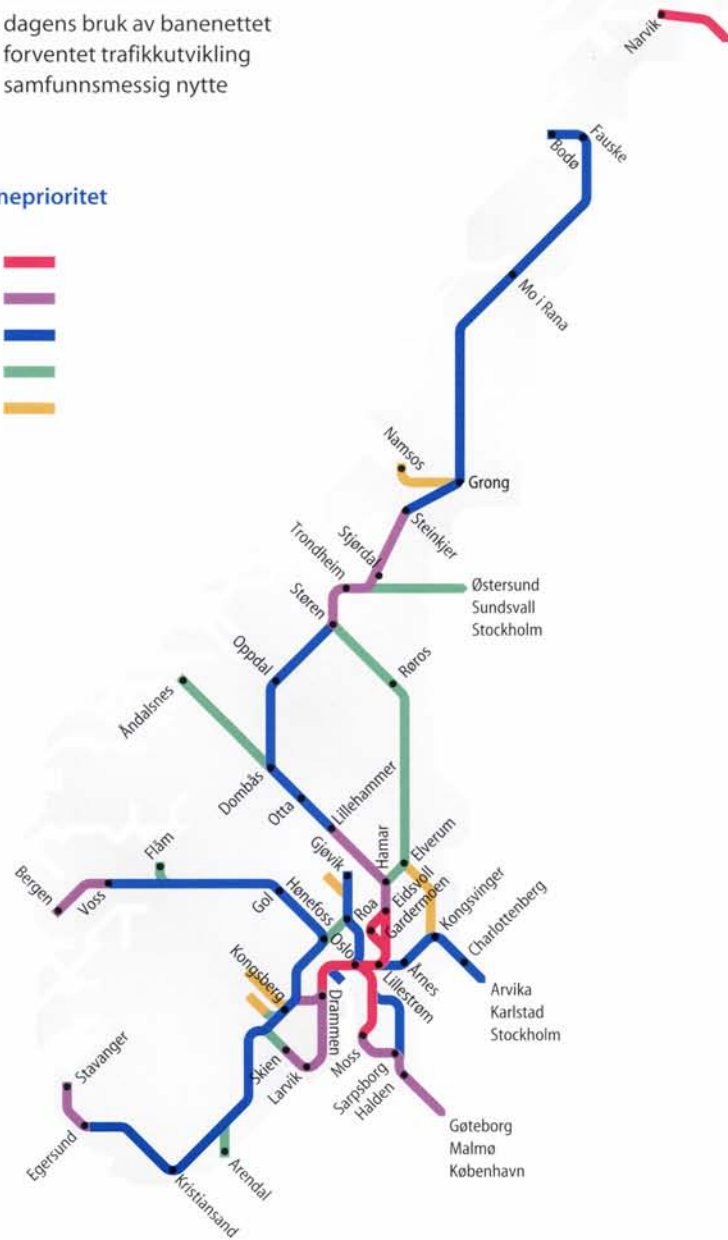 dagens bruk av banenettet
forventet trafikkutvikling
samfunnsmessig nytte
neprioritet
Narvik
Fauske
Bodø
Mo i Rana
Namsos
Grong
Steinkjer
Stjørdal
Trondheim
Østersund
Sundsvall
Stockholm
Støren
Oppdal
Røros
Åndalsnes
Dombås
Otta
Lillehammer
Hamar
Elverum
Gjøvik
Flåm
Bergen
Voss
Gol
Hønefoss
Roa
Eidsvoll
Gardermoen
Kongsvinger
Charlottenberg
Oslo
Årnes
Lillestrøm
Arvika
Karlstad
Stockholm
Kongsberg
Drammen
Skien
Larvik
Moss
Sarpsborg
Halden
Stavanger
Egersund
Göteborg
Malmø
København
Arendal
Kristiansand